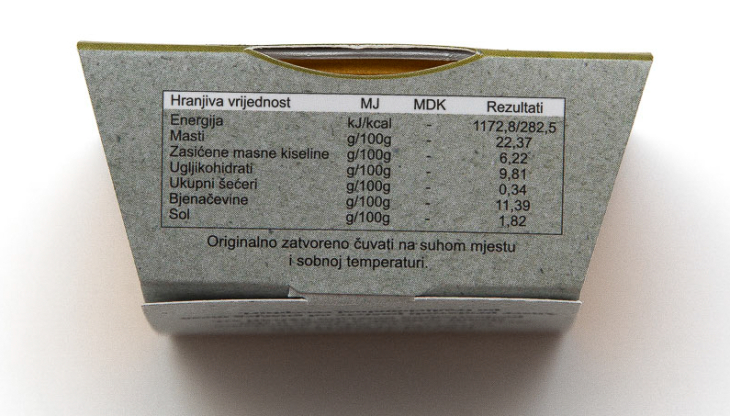 Hranjiva vrijednost MJ MDK Rezultati
Energija kJ/kcal - 1172,8/282,5
Masti g/100g - 22,37
Zasićene masne kiseline g/100g - 6,22
Ugljikohidrati g/100g - 9,81
Ukupni šećeri g/100g - 0,34
Bjenačevine g/100g - 11,39
Sol g/100g - 1,82
Originalno zatvoreno čuvati na suhom mjestu
i sobnoj temperaturi.